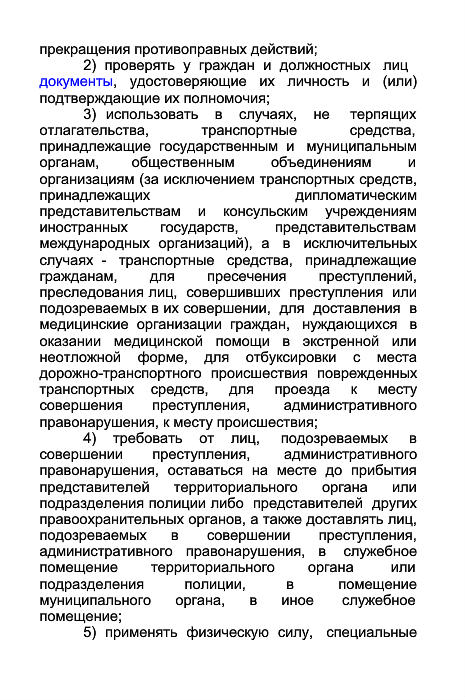 прекращения противоправных действий;
2) проверять у граждан и должностных лиц
документы, удостоверяющие их личность и (или)
подтверждающие их полномочия;
3) использовать в случаях, не терпящих
отлагательства, транспортные средства,
принадлежащие государственным и муниципальным
органам, общественным объединениям и
организациям (за исключением транспортных средств,
принадлежащих дипломатическим
представительствам и консульским учреждениям
иностранных государств, представительствам
международных организаций), а в исключительных
случаях - транспортные средства, принадлежащие
гражданам, для пресечения преступлений,
преследования лиц, совершивших преступления или
подозреваемых в их совершении, для доставления в
медицинские организации граждан, нуждающихся в
оказании медицинской помощи в экстренной или
неотложной форме, для отбуксировки с места
дорожно-транспортного происшествия поврежденных
транспортных средств, для проезда к месту
совершения преступления, административного
правонарушения, к месту происшествия;
4) требовать от лиц, подозреваемых в
совершении преступления, административного
правонарушения, оставаться на месте до прибытия
представителей территориального органа или
подразделения полиции либо представителей других
правоохранительных органов, а также доставлять лиц,
подозреваемых в совершении преступления,
административного правонарушения, в служебное
помещение территориального органа или
подразделения полиции, в помещение
муниципального органа, в иное служебное
помещение;
5) применять физическую силу, специальные